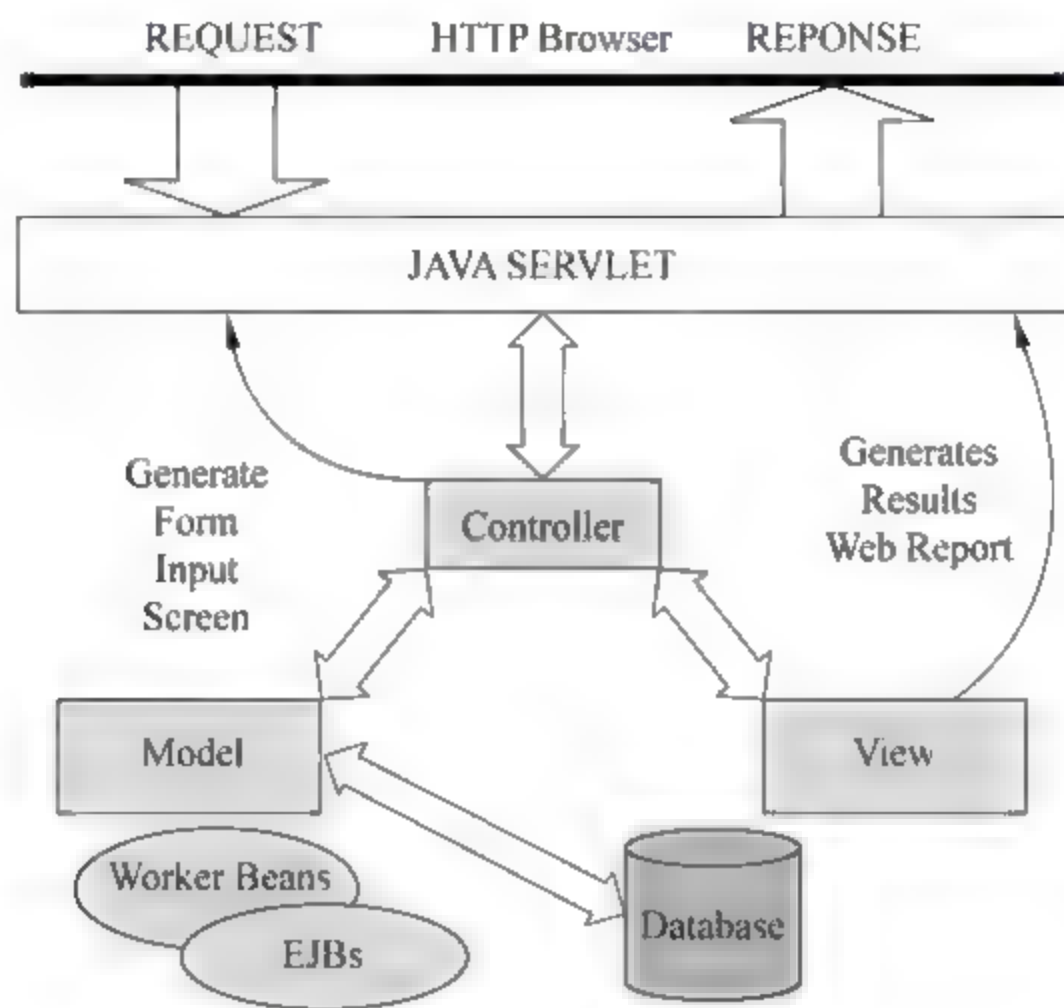 REQUEST HTTP Browser REPONSE
JAVA SERVLET
Generate
Form
Input
Screen
Controller
Generates
Results
Web Report
Model
View
Worker Beans
EJBs
Database